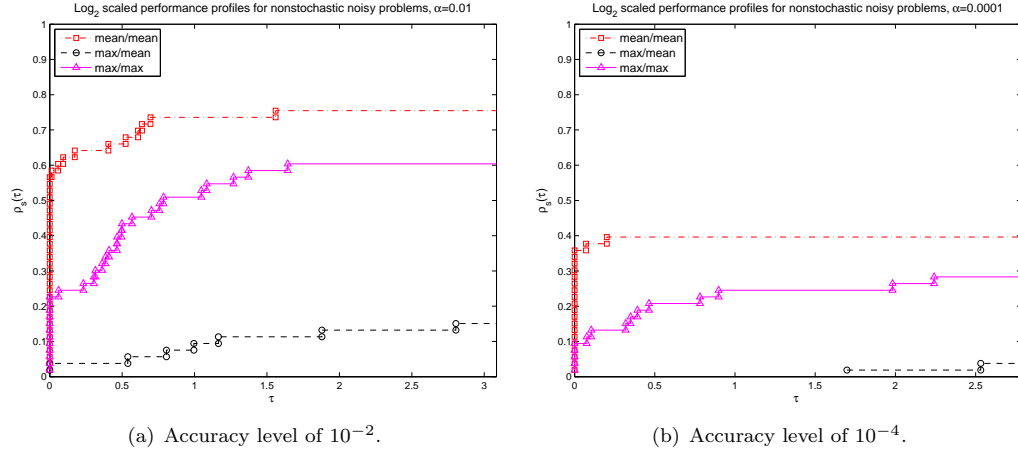 Log₂ scaled performance profiles for nonstochastic noisy problems, α=0.01
1
0.9
0.8
0.7
0.6
0.5
0.4
0.3
0.2
0.1
0
ρₛ(τ)
mean/mean
max/mean
max/max
0 0.5 1 1.5 2 2.5 3
τ
(a) Accuracy level of 10⁻².
Log₂ scaled performance profiles for nonstochastic noisy problems, α=0.0001
1
0.9
0.8
0.7
0.6
0.5
0.4
0.3
0.2
0.1
0
ρₛ(τ)
mean/mean
max/mean
max/max
0 0.5 1 1.5 2 2.5
τ
(b) Accuracy level of 10⁻⁴.